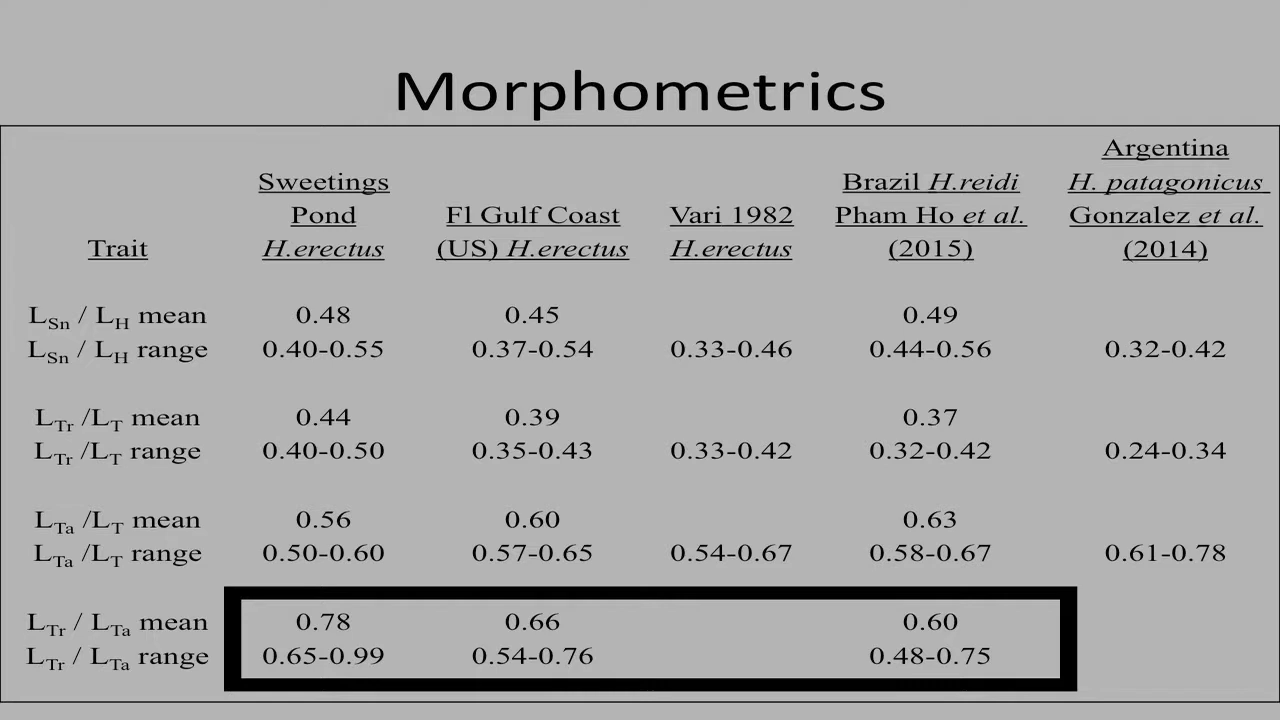 Morphometrics
Argentina
Sweetings Brazil H.reidi H. patagonicus
Pond Fl Gulf Coast Vari 1982 Pham Ho et al. Gonzalez et al.
Trait H.erectus (US) H.erectus H.erectus (2015) (2014)
LSn / LH mean 0.48 0.45 0.49
LSn / LH range 0.40-0.55 0.37-0.54 0.33-0.46 0.44-0.56 0.32-0.42
LTr /LT mean 0.44 0.39 0.37
LTr /LT range 0.40-0.50 0.35-0.43 0.33-0.42 0.32-0.42 0.24-0.34
LTa /LT mean 0.56 0.60 0.63
LTa /LT range 0.50-0.60 0.57-0.65 0.54-0.67 0.58-0.67 0.61-0.78
LTr / LTa mean 0.78 0.66 0.60
LTr / LTa range 0.65-0.99 0.54-0.76 0.48-0.75